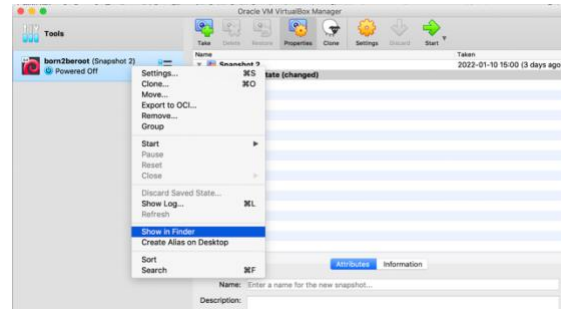 Oracle VM VirtualBox Manager
Tools
Take Delete Restore Properties Clone Settings Discard Start
Name Taken
born2beroot (Snapshot 2)
Powered Off
Snapshot 2 2022-01-10 15:00 (3 days ago
tate (changed)
Settings... ⌘S
Clone... ⌘O
Move...
Export to OCI...
Remove...
Group
Start
Pause
Reset
Close
Discard Saved State...
Show Log... ⌘L
Refresh
Show in Finder
Create Alias on Desktop
Sort
Search ⌘F
Attributes Information
Name: Enter a name for the new snapshot...
Description: